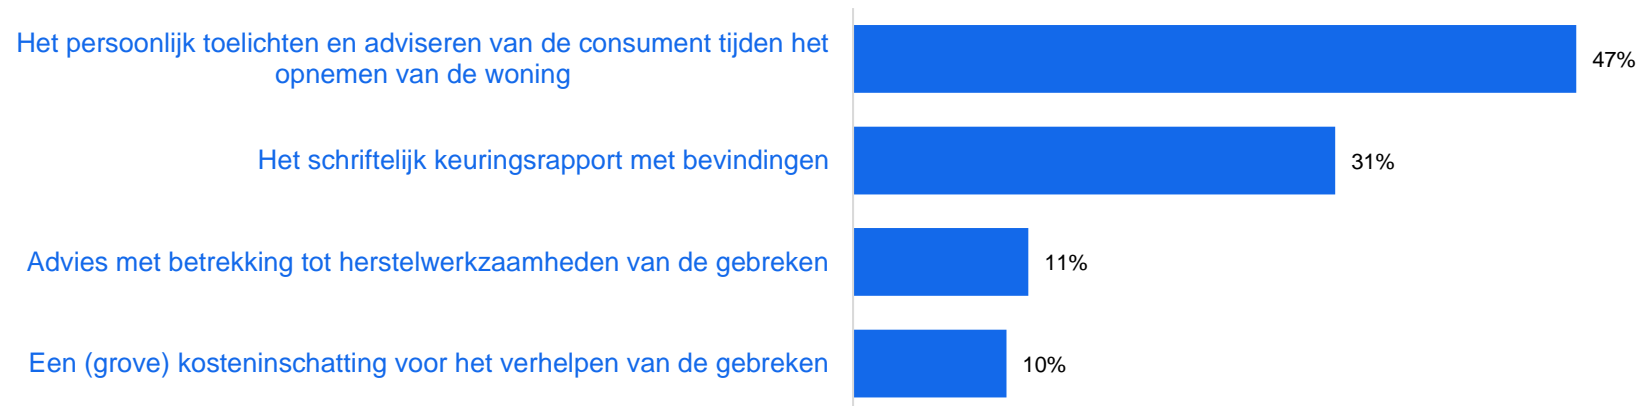 Het persoonlijk toelichten en adviseren van de consument tijden het
opnemen van de woning
47%
Het schriftelijk keuringsrapport met bevindingen
31%
Advies met betrekking tot herstelwerkzaamheden van de gebreken
11%
Een (grove) kosteninschatting voor het verhelpen van de gebreken
10%